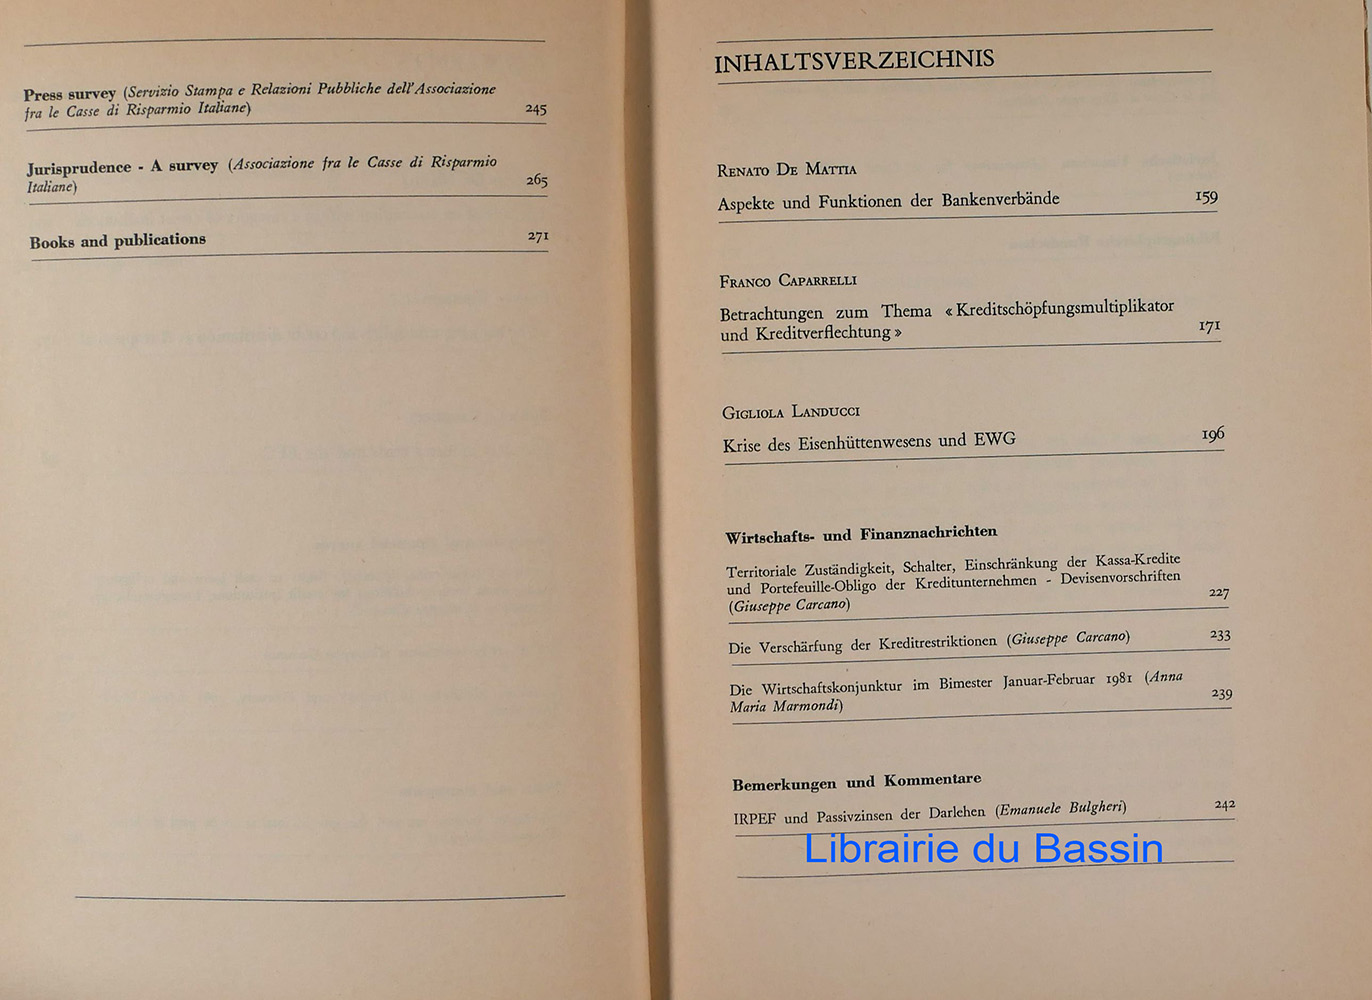 Press survey (Servizio Stampa e Relazioni Pubbliche dell'Associazione
fra le Casse di Risparmio Italiane) 245
Jurisprudence - A survey (Associazione fra le Casse di Risparmio
Italiane) 265
Books and publications 271
INHALTSVERZEICHNIS
RENATO DE MATTIA
Aspekte und Funktionen der Bankenverbände 159
FRANCO CAPARRELLI
Betrachtungen zum Thema «Kreditschöpfungsmultiplikator
und Kreditverflechtung» 171
GIGLIOLA LANDUCCI
Krise des Eisenhüttenwesens und EWG 196
Wirtschafts- und Finanznachrichten
Territoriale Zuständigkeit, Schalter, Einschränkung der Kassa-Kredite
und Portefeuille-Obligo der Kreditunternehmen - Devisenvorschriften
(Giuseppe Carcano) 227
Die Verschärfung der Kreditrestriktionen (Giuseppe Carcano) 233
Die Wirtschaftskonjunktur im Bimester Januar-Februar 1981 (Anna
Maria Marmondi) 239
Bemerkungen und Kommentare
IRPEF und Passivzinsen der Darlehen (Emanuele Bulgheri) 242
Librairie du Bassin